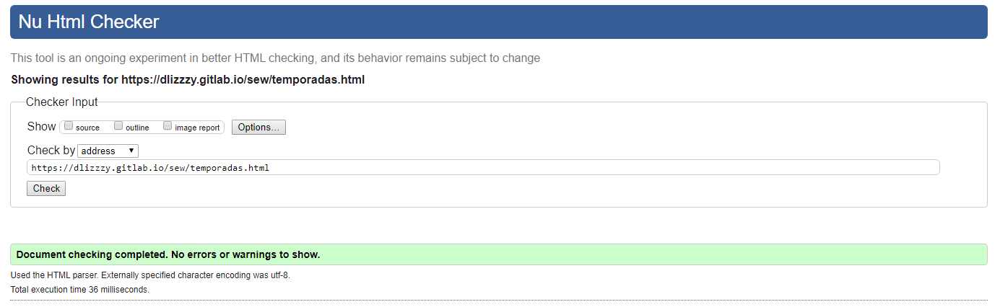 Nu Html Checker
This tool is an ongoing experiment in better HTML checking, and its behavior remains subject to change
Showing results for https://dlizzzy.gitlab.io/sew/temporadas.html
Checker Input
Show source outline image report Options...
Check by address
https://dlizzzy.gitlab.io/sew/temporadas.html
Check
Document checking completed. No errors or warnings to show.
Used the HTML parser. Externally specified character encoding was utf-8.
Total execution time 36 milliseconds.